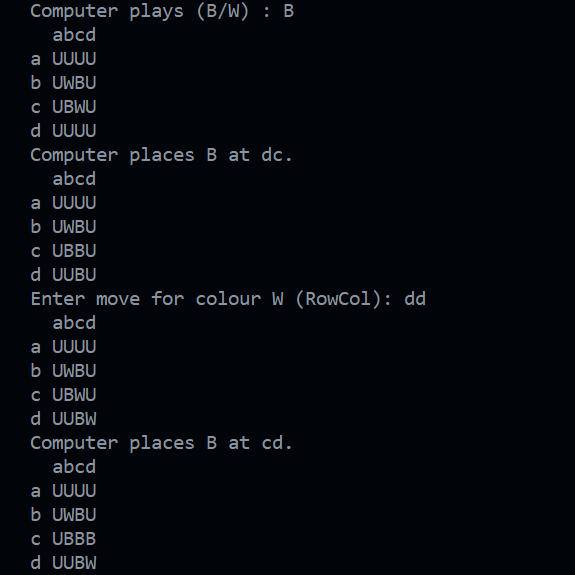 Computer plays (B/W) : B
  abcd
a UUUU
b UWBU
c UBWU
d UUUU
Computer places B at dc.
  abcd
a UUUU
b UWBU
c UBBU
d UUBU
Enter move for colour W (RowCol): dd
  abcd
a UUUU
b UWBU
c UBWU
d UUBW
Computer places B at cd.
  abcd
a UUUU
b UWBU
c UBBB
d UUBW